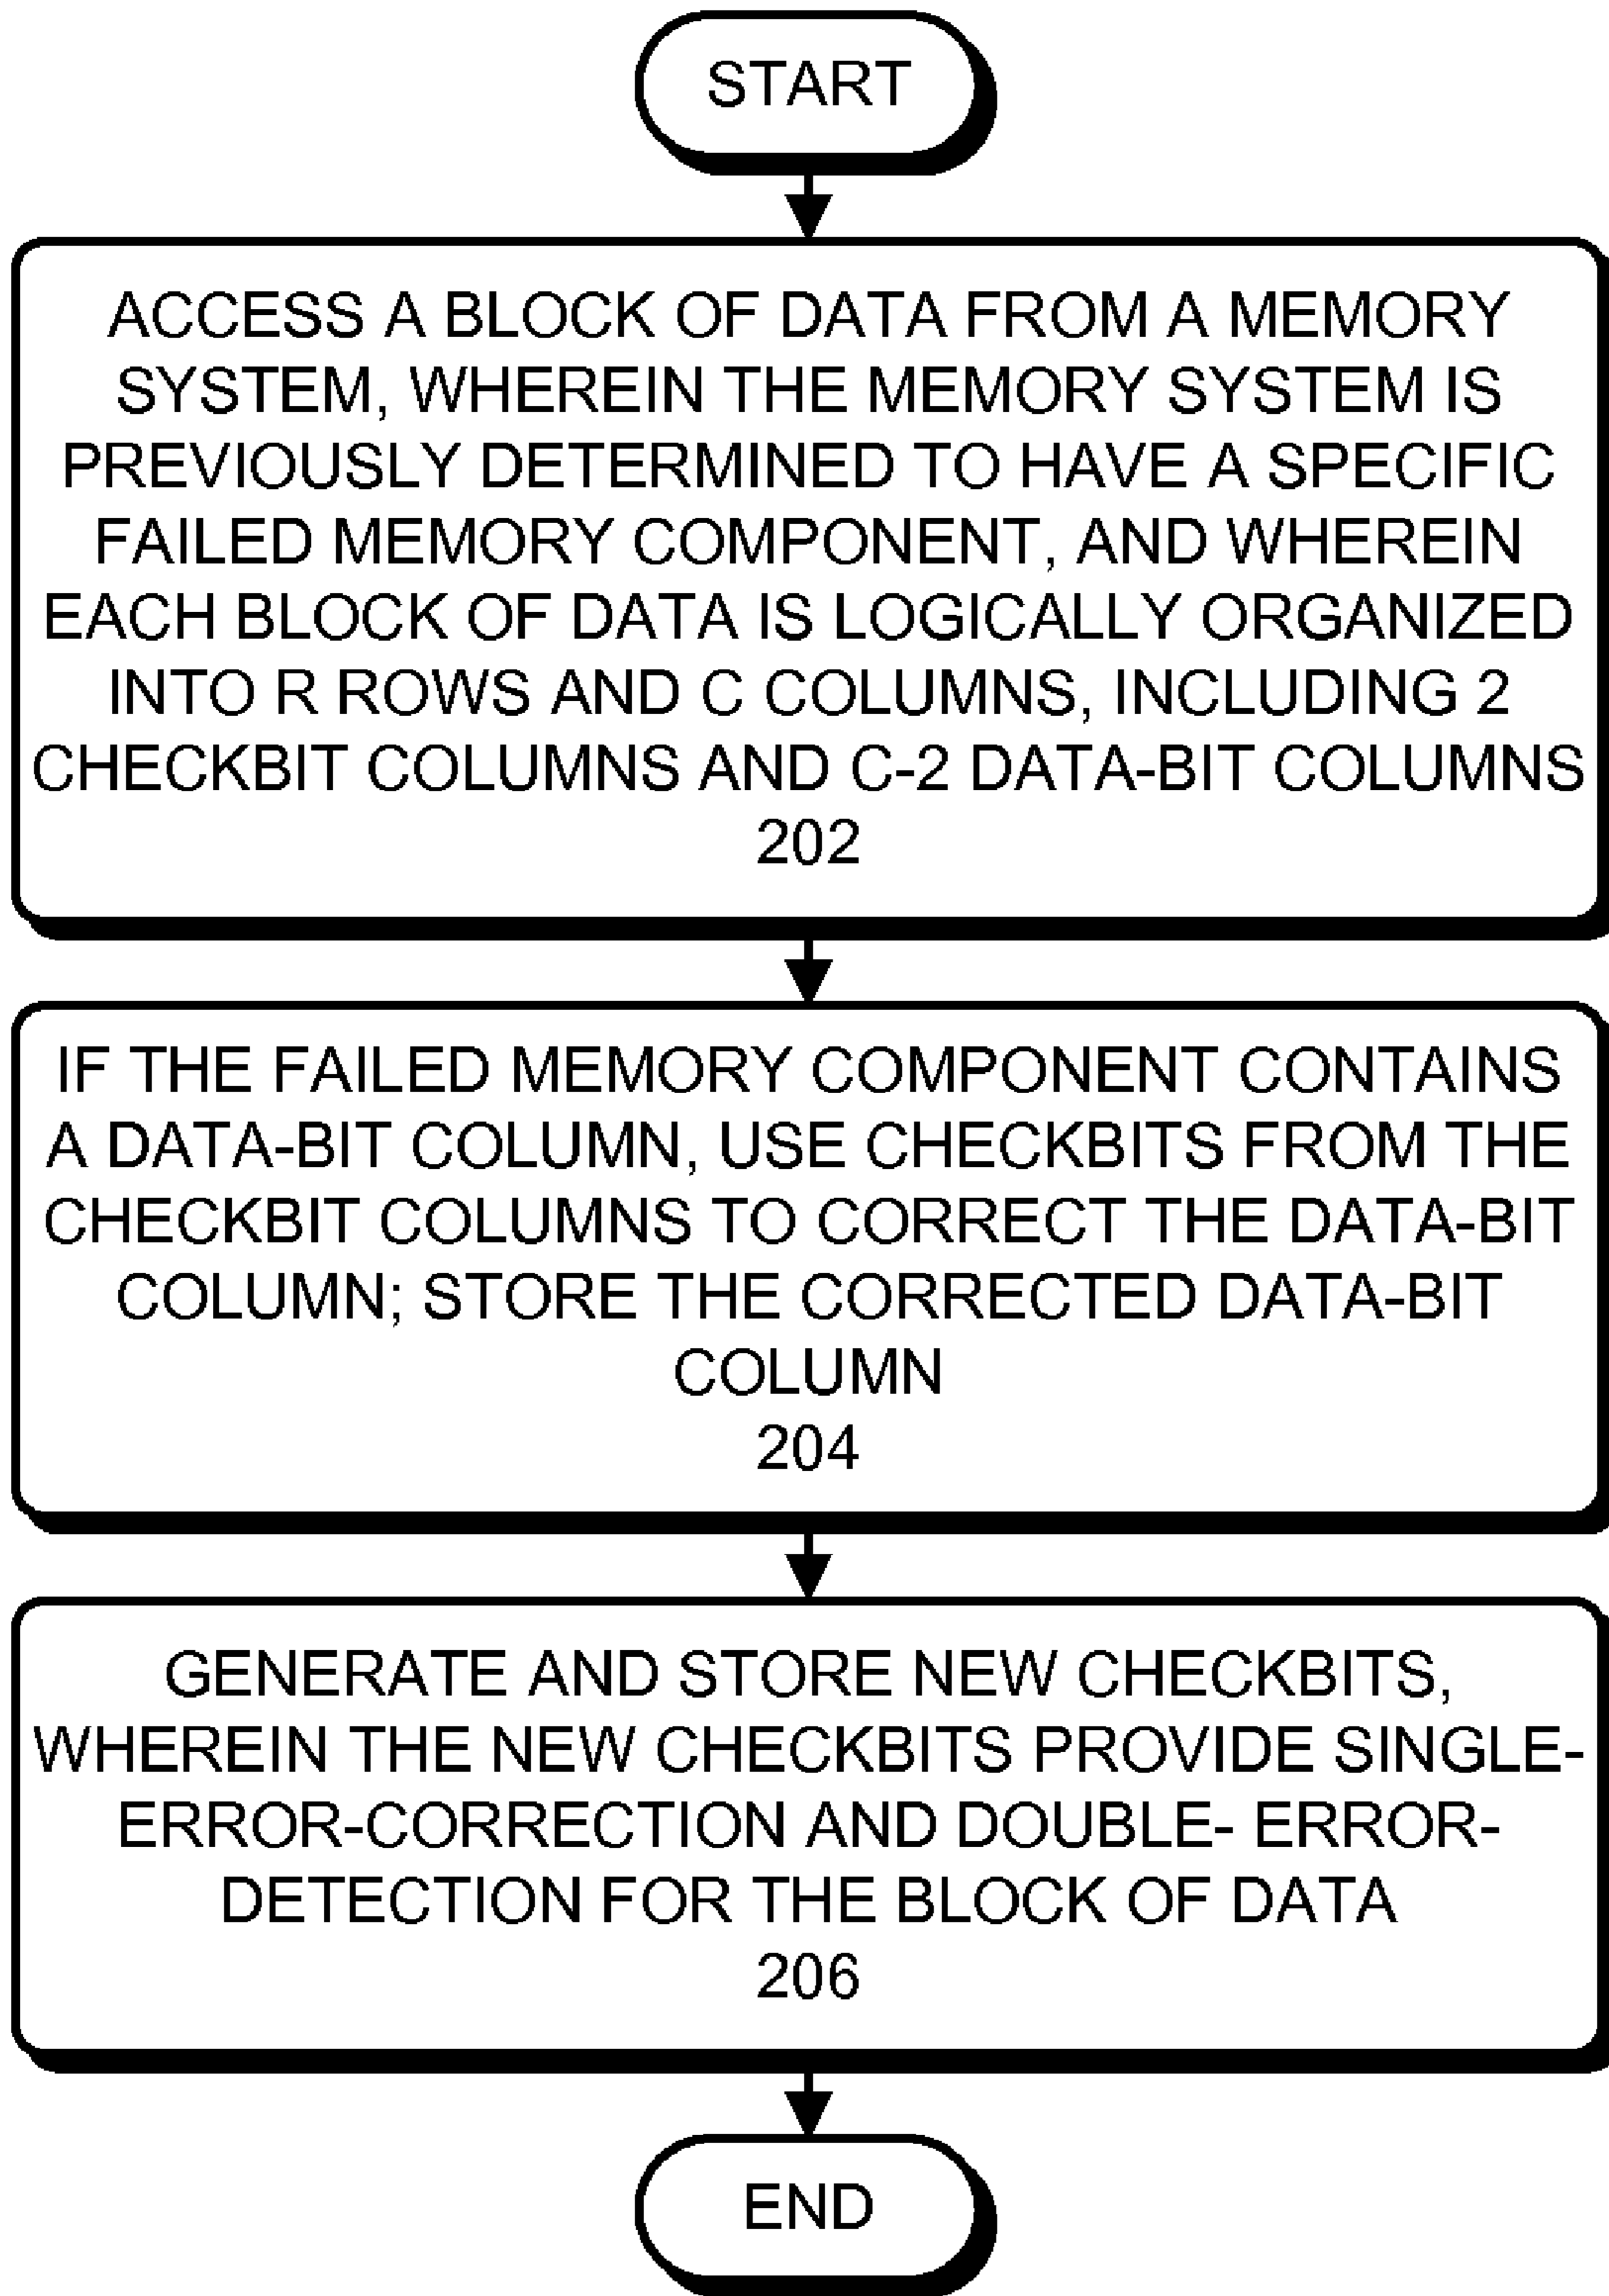 START
ACCESS A BLOCK OF DATA FROM A MEMORY
SYSTEM, WHEREIN THE MEMORY SYSTEM IS
PREVIOUSLY DETERMINED TO HAVE A SPECIFIC
FAILED MEMORY COMPONENT, AND WHEREIN
EACH BLOCK OF DATA IS LOGICALLY ORGANIZED
INTO R ROWS AND C COLUMNS, INCLUDING 2
CHECKBIT COLUMNS AND C-2 DATA-BIT COLUMNS
202
IF THE FAILED MEMORY COMPONENT CONTAINS
A DATA-BIT COLUMN, USE CHECKBITS FROM THE
CHECKBIT COLUMNS TO CORRECT THE DATA-BIT
COLUMN; STORE THE CORRECTED DATA-BIT
COLUMN
204
GENERATE AND STORE NEW CHECKBITS,
WHEREIN THE NEW CHECKBITS PROVIDE SINGLE-
ERROR-CORRECTION AND DOUBLE- ERROR-
DETECTION FOR THE BLOCK OF DATA
206
END